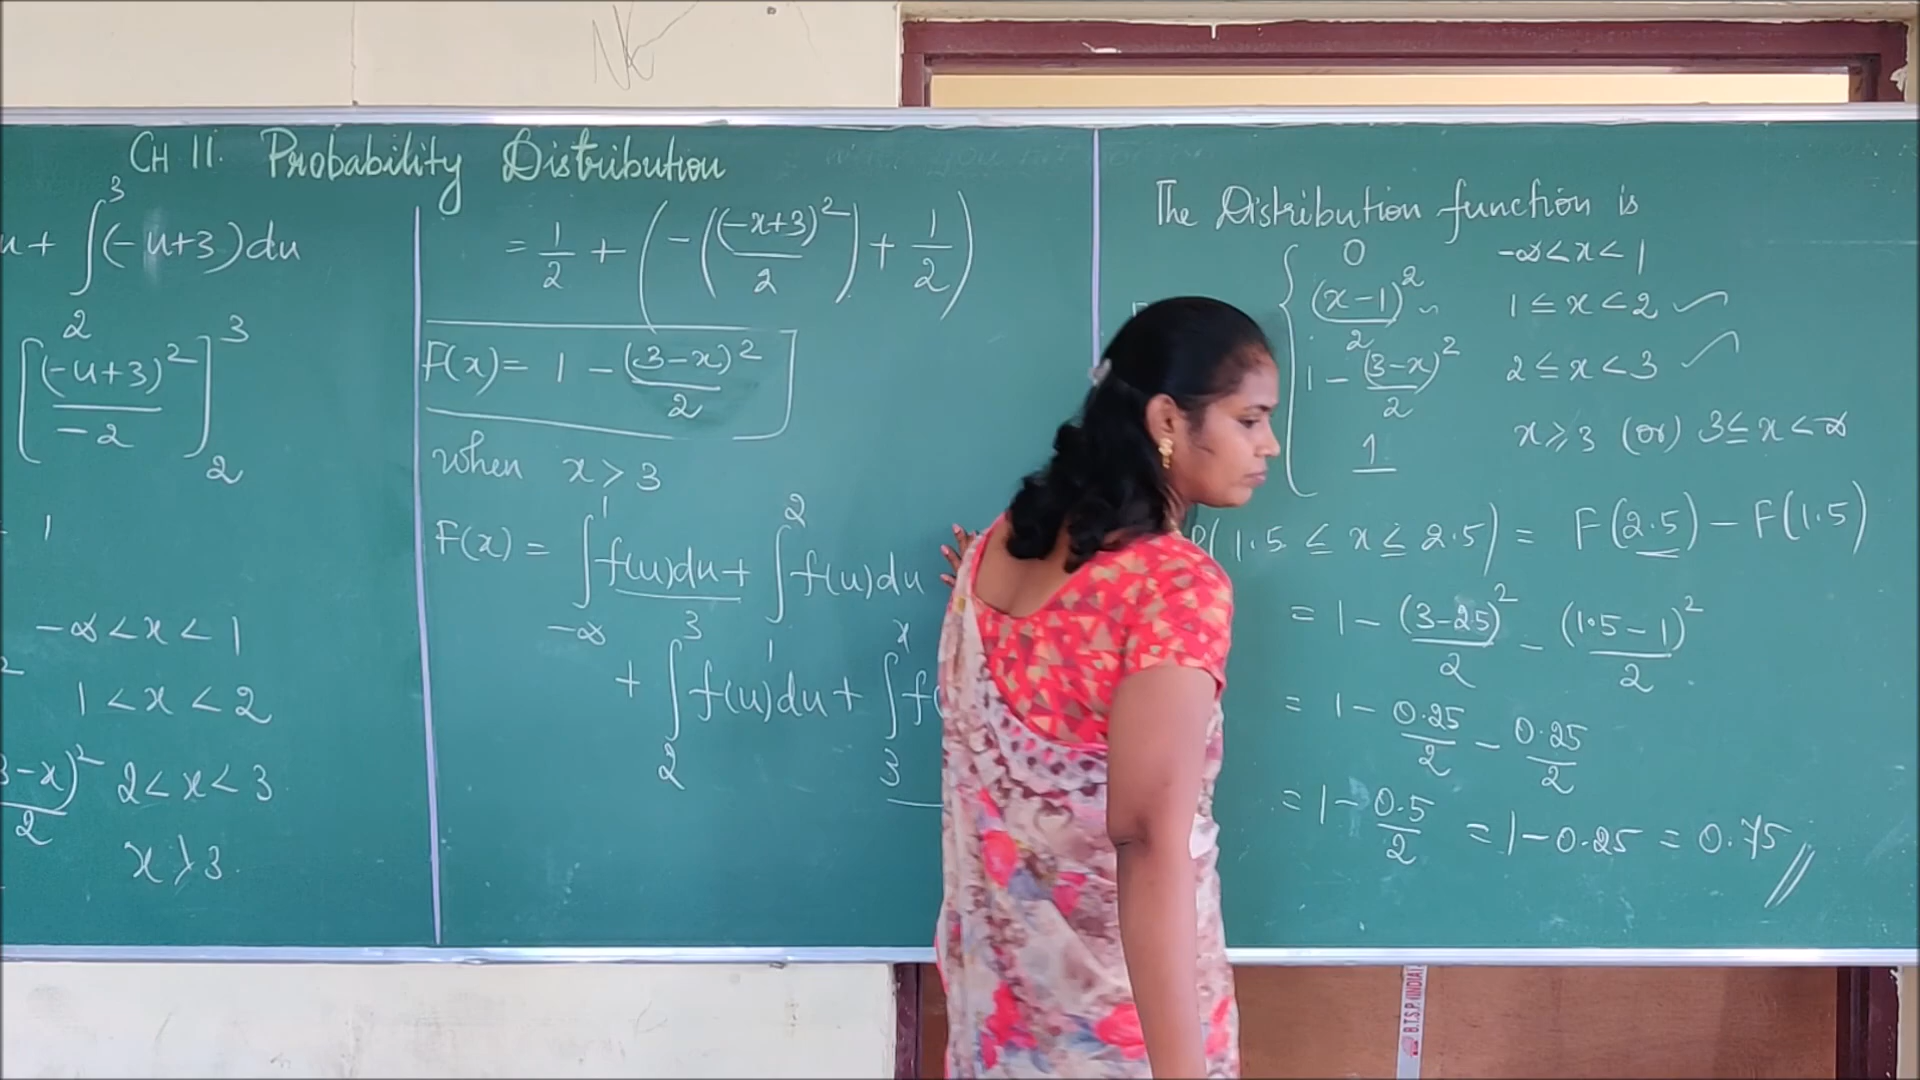 CH 11. Probability Distribution
u + ∫₂³ (-u+3) du
[(-u+3)²/-2]₂³
1
-∞ < x < 1
2
1 < x < 2
3-x)²/2 2 < x < 3
x > 3
= 1/2 + (-((-x+3)²/2) + 1/2)
F(x) = 1 - (3-x)²/2
when x > 3
F(x) = ∫_{-∞}^1 f(u)du + ∫₁² f(u)du
+ ∫₂³ f(u)du + ∫₃ˣ f(
The Distribution function is
{ 0 -∞ < x < 1
(x-1)²/2 1 ≤ x < 2 ✓
1 - (3-x)²/2 2 ≤ x < 3 ✓
1 x ≥ 3 (or) 3 ≤ x < ∞
P(1.5 ≤ x ≤ 2.5) = F(2.5) - F(1.5)
= 1 - (3-2.5)²/2 - (1.5-1)²/2
= 1 - 0.25/2 - 0.25/2
= 1 - 0.5/2 = 1 - 0.25 = 0.75 //
B.T.S.P. (INDIA)